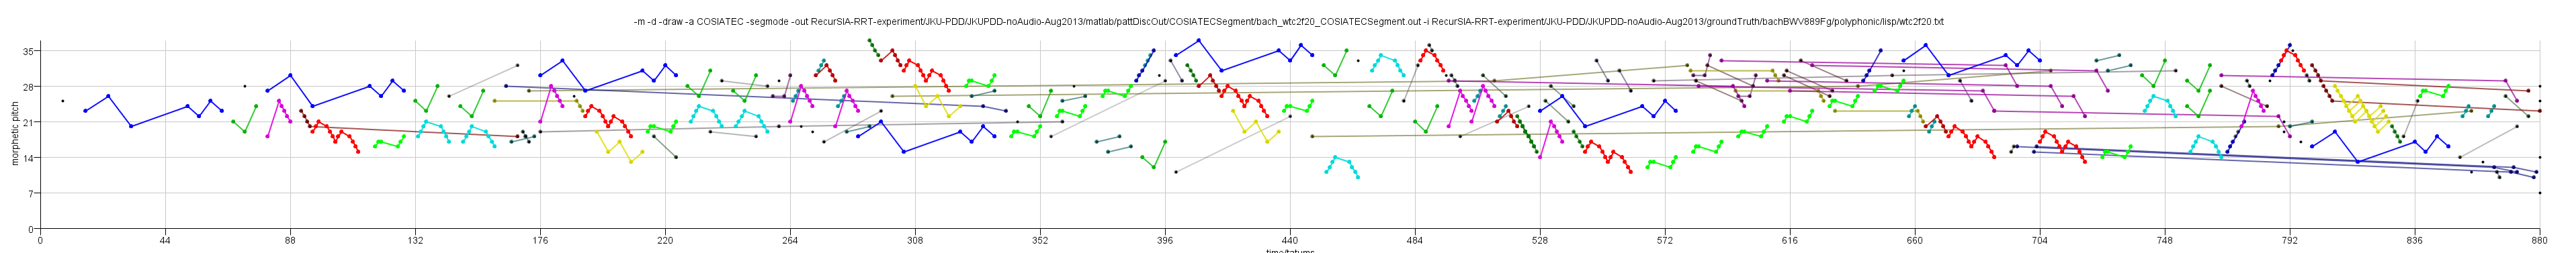 -m -d -draw -a COSIATEC -segmode -out RecurSIA-RRT-experiment/JKU-PDD/JKUPDD-noAudio-Aug2013/matlab/pattDiscOut/COSIATECSegment/bach_wtc2f20_COSIATECSegment.out -i RecurSIA-RRT-experiment/JKU-PDD/JKUPDD-noAudio-Aug2013/groundTruth/bachBWV889Fg/polyphonic/lisp/wtc2f20.txt
morphetic pitch
35
28
21
14
7
0
0 44 88 132 176 220 264 308 352 396 440 484 528 572 616 660 704 748 792 836 880
time/tatums